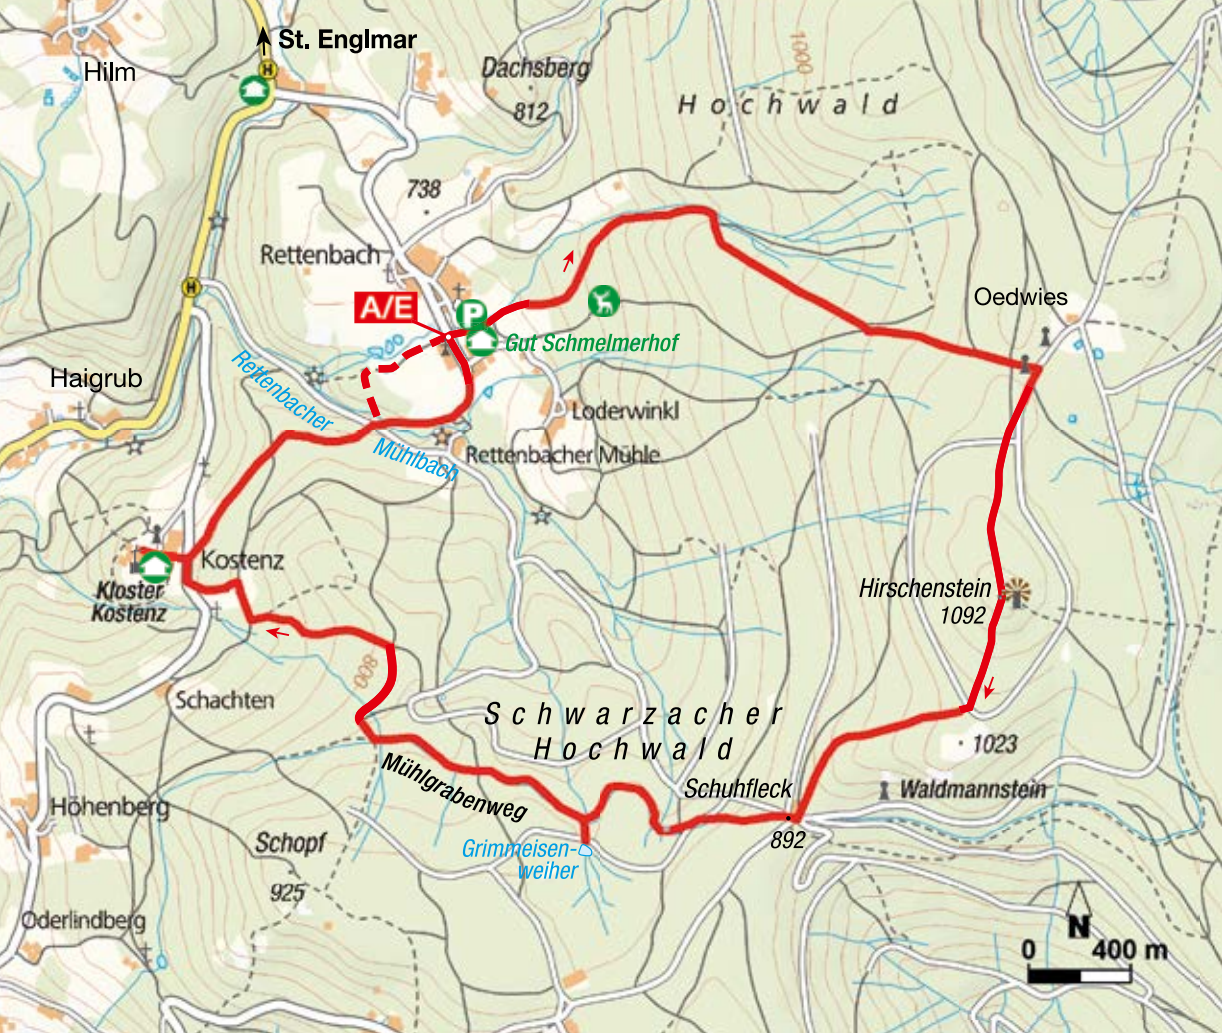 St. Englmar
Hilm
H
Dachsberg
812
1000
Hochwald
738
Rettenbach
H
A/E
P
Gut Schmelmerhof
Oedwies
Haigrub
Rettenbacher
Mühlbach
Loderwinkl
Rettenbacher Mühle
Kostenz
Kloster
Kostenz
Hirschenstein
1092
800
Schachten
Schwarzacher
Hochwald
1023
Mühlgrabenweg
Schuhfleck
892
Waldmannstein
Höhenberg
Schopf
925
Grimmeisen-
weiher
Oderlindberg
N
0 400 m